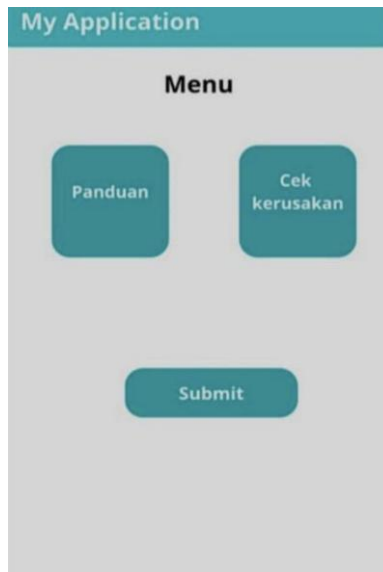 My Application
Menu
Panduan
Cek
kerusakan
Submit